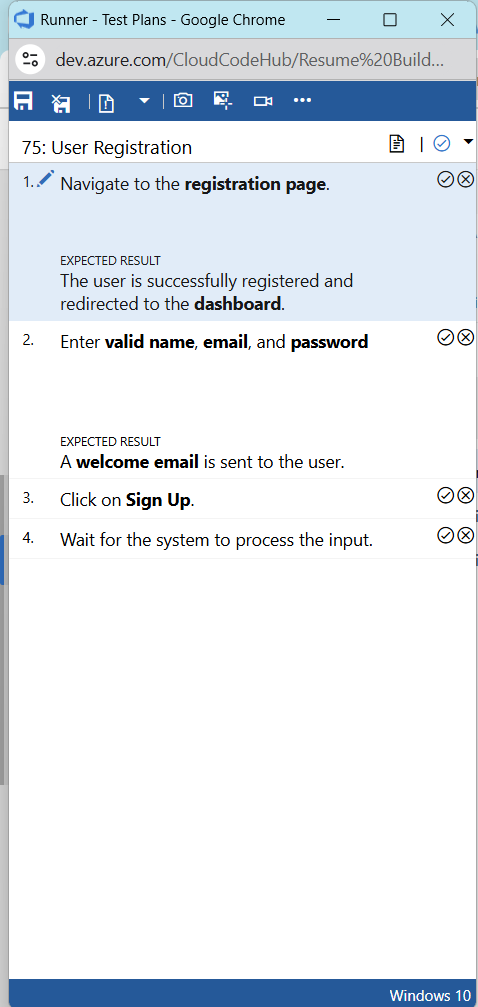 Runner - Test Plans - Google Chrome
dev.azure.com/CloudCodeHub/Resume%20Build...
75: User Registration
1. Navigate to the registration page.
EXPECTED RESULT
The user is successfully registered and
redirected to the dashboard.
2. Enter valid name, email, and password
EXPECTED RESULT
A welcome email is sent to the user.
3. Click on Sign Up.
4. Wait for the system to process the input.
Windows 10